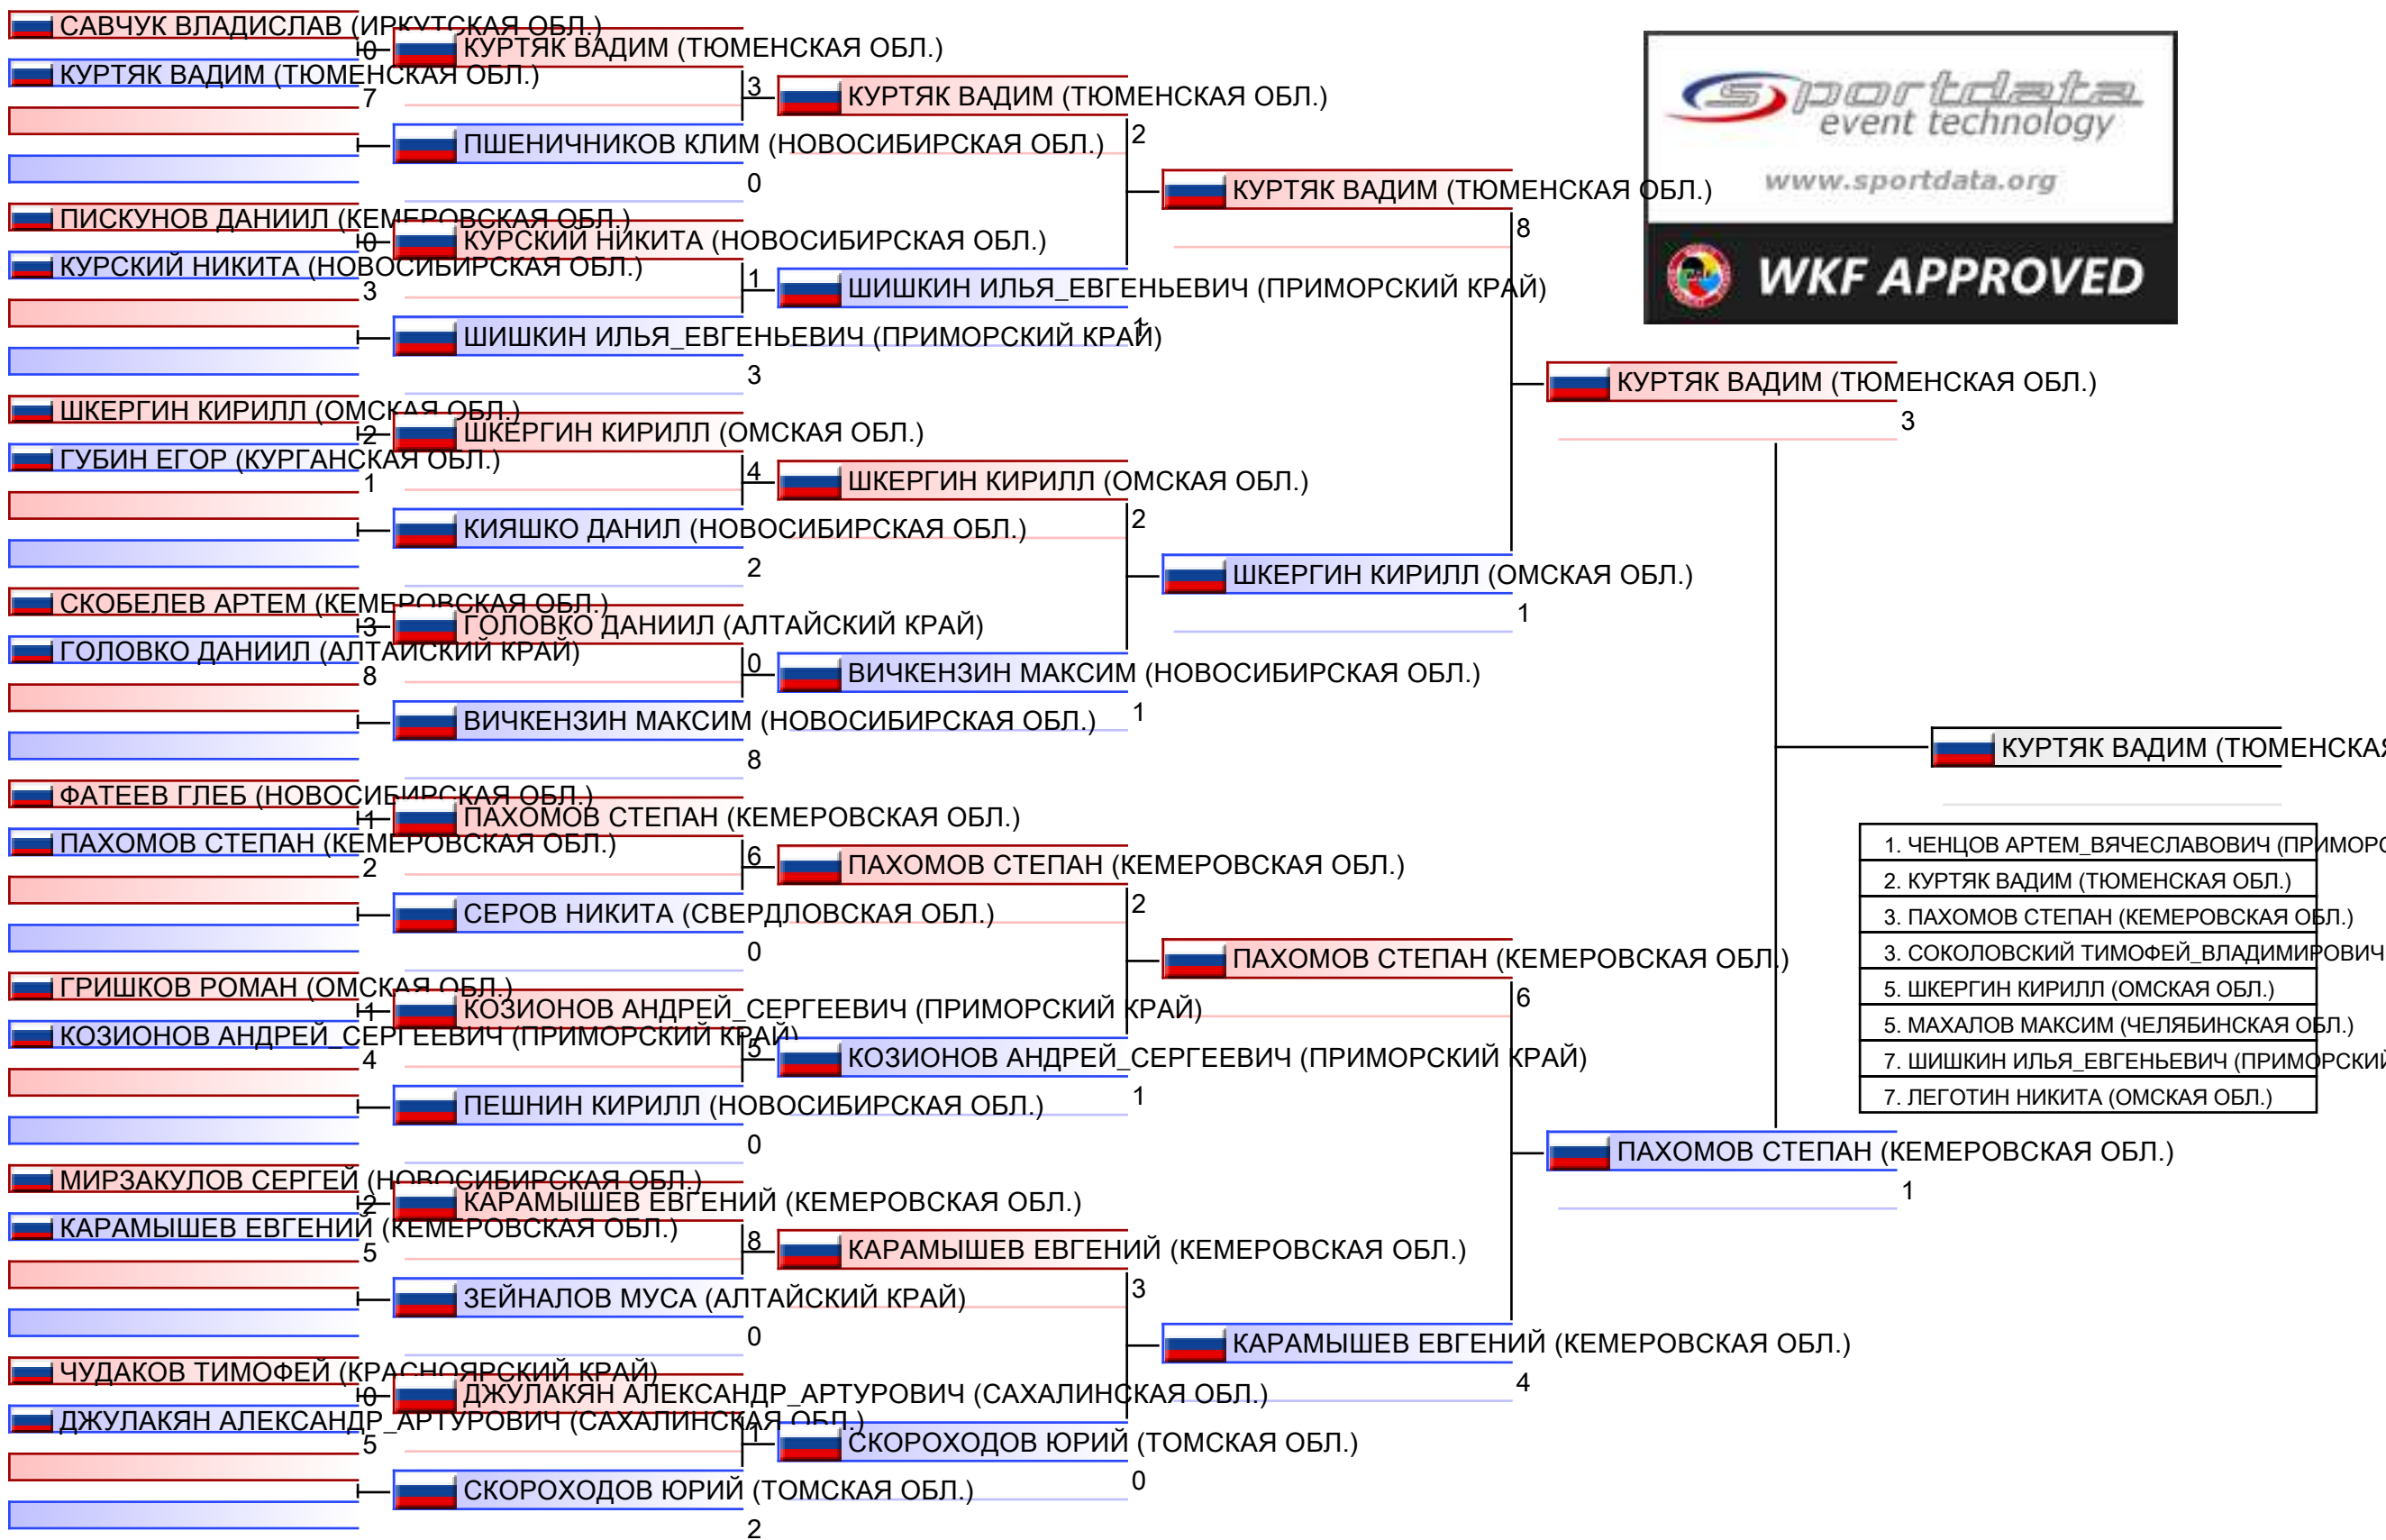 САВЧУК ВЛАДИСЛАВ (ИРКУТСКАЯ ОБЛ.)
0
КУРТЯК ВАДИМ (ТЮМЕНСКАЯ ОБЛ.)
7
ПИСКУНОВ ДАНИИЛ (КЕМЕРОВСКАЯ ОБЛ.)
0
КУРСКИЙ НИКИТА (НОВОСИБИРСКАЯ ОБЛ.)
3
ШКЕРГИН КИРИЛЛ (ОМСКАЯ ОБЛ.)
2
ГУБИН ЕГОР (КУРГАНСКАЯ ОБЛ.)
1
СКОБЕЛЕВ АРТЕМ (КЕМЕРОВСКАЯ ОБЛ.)
3
ГОЛОВКО ДАНИИЛ (АЛТАЙСКИЙ КРАЙ)
8
ФАТЕЕВ ГЛЕБ (НОВОСИБИРСКАЯ ОБЛ.)
1
ПАХОМОВ СТЕПАН (КЕМЕРОВСКАЯ ОБЛ.)
2
ГРИШКОВ РОМАН (ОМСКАЯ ОБЛ.)
1
КОЗИОНОВ АНДРЕЙ_СЕРГЕЕВИЧ (ПРИМОРСКИЙ КРАЙ)
4
МИРЗАКУЛОВ СЕРГЕЙ (НОВОСИБИРСКАЯ ОБЛ.)
2
КАРАМЫШЕВ ЕВГЕНИЙ (КЕМЕРОВСКАЯ ОБЛ.)
5
ЧУДАКОВ ТИМОФЕЙ (КРАСНОЯРСКИЙ КРАЙ)
0
ДЖУЛАКЯН АЛЕКСАНДР_АРТУРОВИЧ (САХАЛИНСКАЯ ОБЛ.)
5
КУРТЯК ВАДИМ (ТЮМЕНСКАЯ ОБЛ.)
3
ПШЕНИЧНИКОВ КЛИМ (НОВОСИБИРСКАЯ ОБЛ.)
0
КУРСКИЙ НИКИТА (НОВОСИБИРСКАЯ ОБЛ.)
1
ШИШКИН ИЛЬЯ_ЕВГЕНЬЕВИЧ (ПРИМОРСКИЙ КРАЙ)
3
ШКЕРГИН КИРИЛЛ (ОМСКАЯ ОБЛ.)
4
КИЯШКО ДАНИЛ (НОВОСИБИРСКАЯ ОБЛ.)
2
ГОЛОВКО ДАНИИЛ (АЛТАЙСКИЙ КРАЙ)
0
ВИЧКЕНЗИН МАКСИМ (НОВОСИБИРСКАЯ ОБЛ.)
8
ПАХОМОВ СТЕПАН (КЕМЕРОВСКАЯ ОБЛ.)
6
СЕРОВ НИКИТА (СВЕРДЛОВСКАЯ ОБЛ.)
0
КОЗИОНОВ АНДРЕЙ_СЕРГЕЕВИЧ (ПРИМОРСКИЙ КРАЙ)
5
ПЕШНИН КИРИЛЛ (НОВОСИБИРСКАЯ ОБЛ.)
0
КАРАМЫШЕВ ЕВГЕНИЙ (КЕМЕРОВСКАЯ ОБЛ.)
8
ЗЕЙНАЛОВ МУСА (АЛТАЙСКИЙ КРАЙ)
0
ДЖУЛАКЯН АЛЕКСАНДР_АРТУРОВИЧ (САХАЛИНСКАЯ ОБЛ.)
1
СКОРОХОДОВ ЮРИЙ (ТОМСКАЯ ОБЛ.)
2
КУРТЯК ВАДИМ (ТЮМЕНСКАЯ ОБЛ.)
2
ШИШКИН ИЛЬЯ_ЕВГЕНЬЕВИЧ (ПРИМОРСКИЙ КРАЙ)
1
ШКЕРГИН КИРИЛЛ (ОМСКАЯ ОБЛ.)
2
ВИЧКЕНЗИН МАКСИМ (НОВОСИБИРСКАЯ ОБЛ.)
1
ПАХОМОВ СТЕПАН (КЕМЕРОВСКАЯ ОБЛ.)
2
КОЗИОНОВ АНДРЕЙ_СЕРГЕЕВИЧ (ПРИМОРСКИЙ КРАЙ)
1
КАРАМЫШЕВ ЕВГЕНИЙ (КЕМЕРОВСКАЯ ОБЛ.)
3
СКОРОХОДОВ ЮРИЙ (ТОМСКАЯ ОБЛ.)
0
КУРТЯК ВАДИМ (ТЮМЕНСКАЯ ОБЛ.)
8
ШКЕРГИН КИРИЛЛ (ОМСКАЯ ОБЛ.)
1
ПАХОМОВ СТЕПАН (КЕМЕРОВСКАЯ ОБЛ.)
6
КАРАМЫШЕВ ЕВГЕНИЙ (КЕМЕРОВСКАЯ ОБЛ.)
4
КУРТЯК ВАДИМ (ТЮМЕНСКАЯ ОБЛ.)
3
ПАХОМОВ СТЕПАН (КЕМЕРОВСКАЯ ОБЛ.)
1
sportdata
event technology
www.sportdata.org
WKF APPROVED
КУРТЯК ВАДИМ (ТЮМЕНСКАЯ
1. ЧЕНЦОВ АРТЕМ_ВЯЧЕСЛАВОВИЧ (ПРИМОРС
2. КУРТЯК ВАДИМ (ТЮМЕНСКАЯ ОБЛ.)
3. ПАХОМОВ СТЕПАН (КЕМЕРОВСКАЯ ОБЛ.)
3. СОКОЛОВСКИЙ ТИМОФЕЙ_ВЛАДИМИРОВИЧ
5. ШКЕРГИН КИРИЛЛ (ОМСКАЯ ОБЛ.)
5. МАХАЛОВ МАКСИМ (ЧЕЛЯБИНСКАЯ ОБЛ.)
7. ШИШКИН ИЛЬЯ_ЕВГЕНЬЕВИЧ (ПРИМОРСКИЙ
7. ЛЕГОТИН НИКИТА (ОМСКАЯ ОБЛ.)